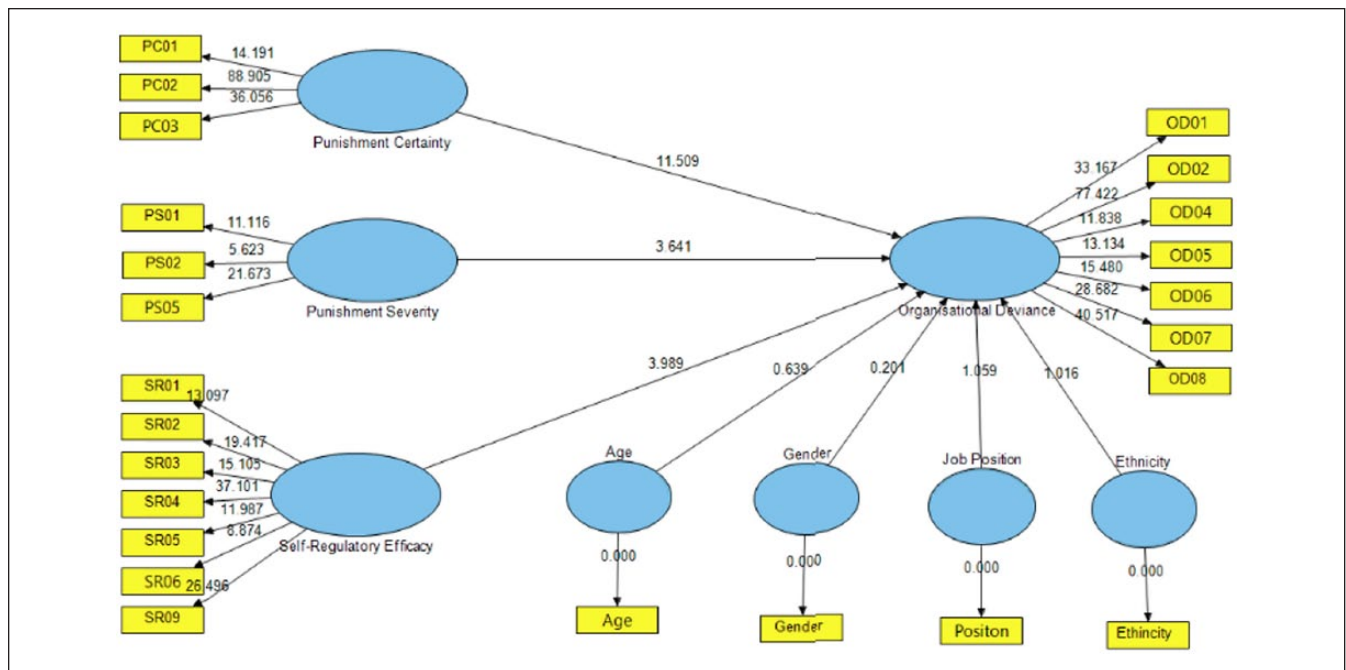 PC01
14.191
PC02
88.905
PC03
36.056
Punishment Certainty
11.509
PS01
11.116
PS02
5.623
PS05
21.673
Punishment Severity
3.641
SR01
13.097
SR02
19.417
SR03
15.105
SR04
37.101
SR05
11.987
SR06
8.874
SR09
26.496
Self-Regulatory Efficacy
3.989
OD01
33.167
OD02
77.422
OD04
11.838
OD05
13.134
OD06
15.480
OD07
28.682
OD08
40.517
Organisational Deviance
0.639
0.201
1.059
1.016
Age
Gender
Job Position
Ethnicity
0.000
0.000
0.000
0.000
Age
Gender
Positon
Ethincity